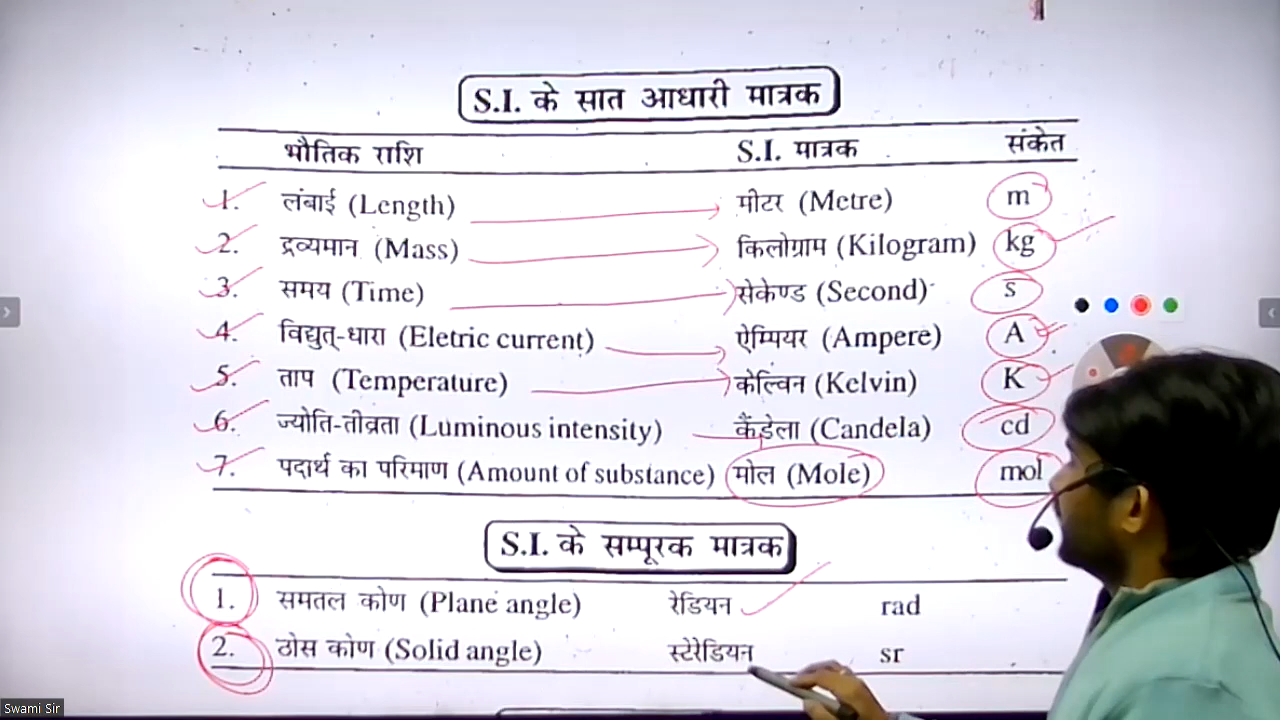 S.I. के सात आधारी मात्रक
भौतिक राशि S.I. मात्रक संकेत
1. लंबाई (Length) मीटर (Metre) m
2. द्रव्यमान (Mass) किलोग्राम (Kilogram) kg
3. समय (Time) सेकेण्ड (Second) s
4. विद्युत्-धारा (Eletric current) ऐम्पियर (Ampere) A
5. ताप (Temperature) केल्विन (Kelvin) K
6. ज्योति-तीव्रता (Luminous intensity) कैंडेला (Candela) cd
7. पदार्थ का परिमाण (Amount of substance) मोल (Mole) mol
S.I. के सम्पूरक मात्रक
1. समतल कोण (Plane angle) रेडियन rad
2. ठोस कोण (Solid angle) स्टेरेडियन sr
Swami Sir